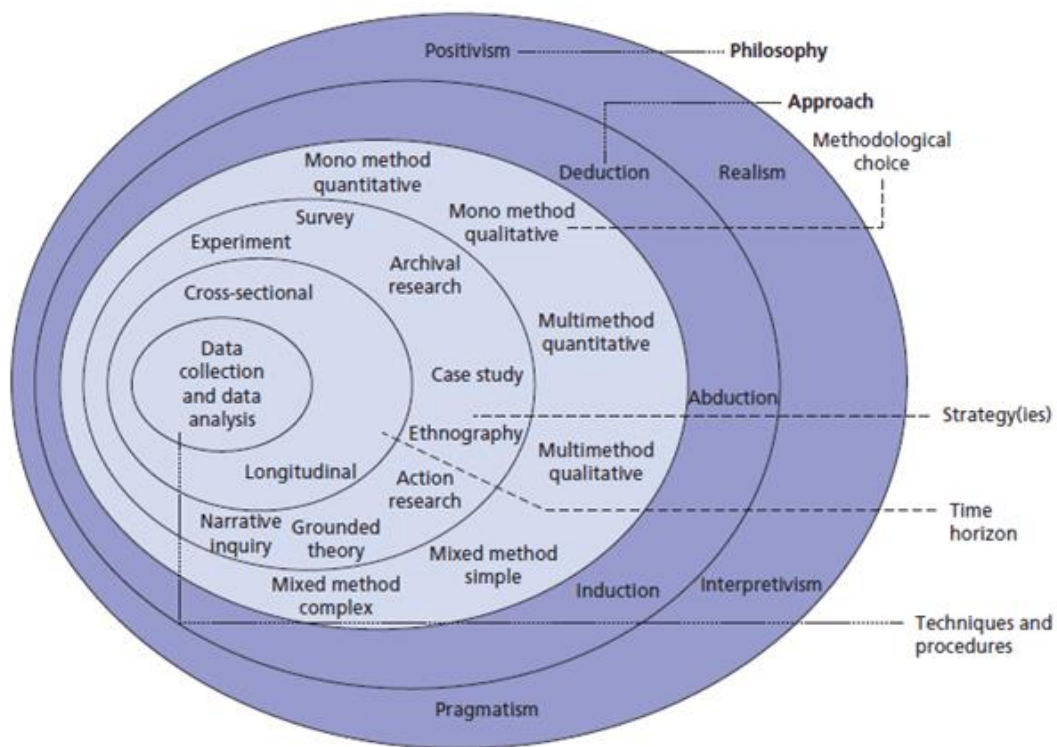 Positivism
Philosophy
Approach
Methodological
choice
Mono method
quantitative
Deduction
Realism
Survey
Mono method
qualitative
Experiment
Archival
research
Cross-sectional
Multimethod
quantitative
Data
collection
and data
analysis
Case study
Abduction
Strategy(ies)
Ethnography
Multimethod
qualitative
Longitudinal
Action
research
Time
horizon
Narrative
inquiry
Grounded
theory
Mixed method
simple
Mixed method
complex
Induction
Interpretivism
Techniques and
procedures
Pragmatism